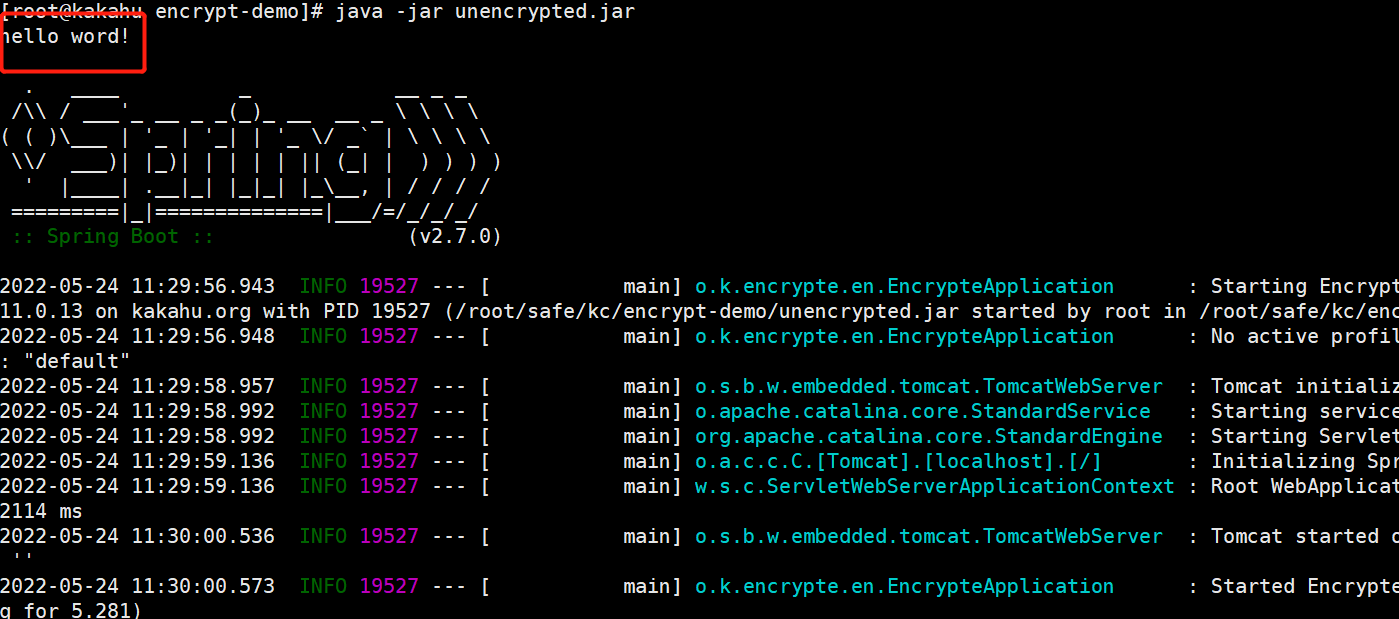 [root@kakahu encrypt-demo]# java -jar unencrypted.jar
hello word!
  .   ____          _            __ _ _
 /\\ / ___'_ __ _ _(_)_ __  __ _ \ \ \ \
( ( )\___ | '_ | '_| | '_ \/ _` | \ \ \ \
 \\/  ___)| |_)| | | | | || (_| |  ) ) ) )
  '  |____| .__|_| |_|_| |_\__, | / / / /
 =========|_|==============|___/=/_/_/_/
 :: Spring Boot ::                (v2.7.0)
2022-05-24 11:29:56.943  INFO 19527 --- [           main] o.k.encrypte.en.EncrypteApplication      : Starting Encrypt
11.0.13 on kakahu.org with PID 19527 (/root/safe/kc/encrypt-demo/unencrypted.jar started by root in /root/safe/kc/enc
2022-05-24 11:29:56.948  INFO 19527 --- [           main] o.k.encrypte.en.EncrypteApplication      : No active profil
: "default"
2022-05-24 11:29:58.957  INFO 19527 --- [           main] o.s.b.w.embedded.tomcat.TomcatWebServer  : Tomcat initializ
2022-05-24 11:29:58.992  INFO 19527 --- [           main] o.apache.catalina.core.StandardService   : Starting service
2022-05-24 11:29:58.992  INFO 19527 --- [           main] org.apache.catalina.core.StandardEngine  : Starting Servlet
2022-05-24 11:29:59.136  INFO 19527 --- [           main] o.a.c.c.C.[Tomcat].[localhost].[/]       : Initializing Spr
2022-05-24 11:29:59.136  INFO 19527 --- [           main] w.s.c.ServletWebServerApplicationContext : Root WebApplicat
2114 ms
2022-05-24 11:30:00.536  INFO 19527 --- [           main] o.s.b.w.embedded.tomcat.TomcatWebServer  : Tomcat started o
 ''
2022-05-24 11:30:00.573  INFO 19527 --- [           main] o.k.encrypte.en.EncrypteApplication      : Started Encrypte
g for 5.281)